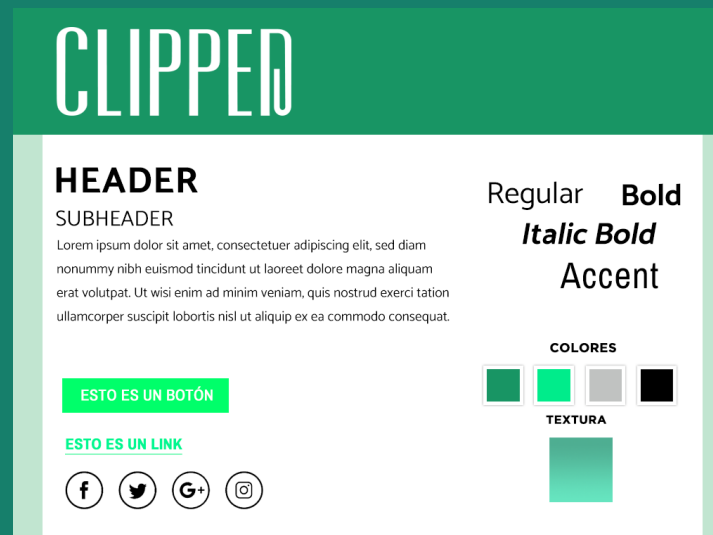 CLIPPER
HEADER
SUBHEADER
Lorem ipsum dolor sit amet, consectetuer adipiscing elit, sed diam
nonummy nibh euismod tincidunt ut laoreet dolore magna aliquam
erat volutpat. Ut wisi enim ad minim veniam, quis nostrud exerci tation
ullamcorper suscipit lobortis nisl ut aliquip ex ea commodo consequat.
ESTO ES UN BOTÓN
ESTO ES UN LINK
f
G+
Regular
Bold
Italic Bold
Accent
COLORES
TEXTURA